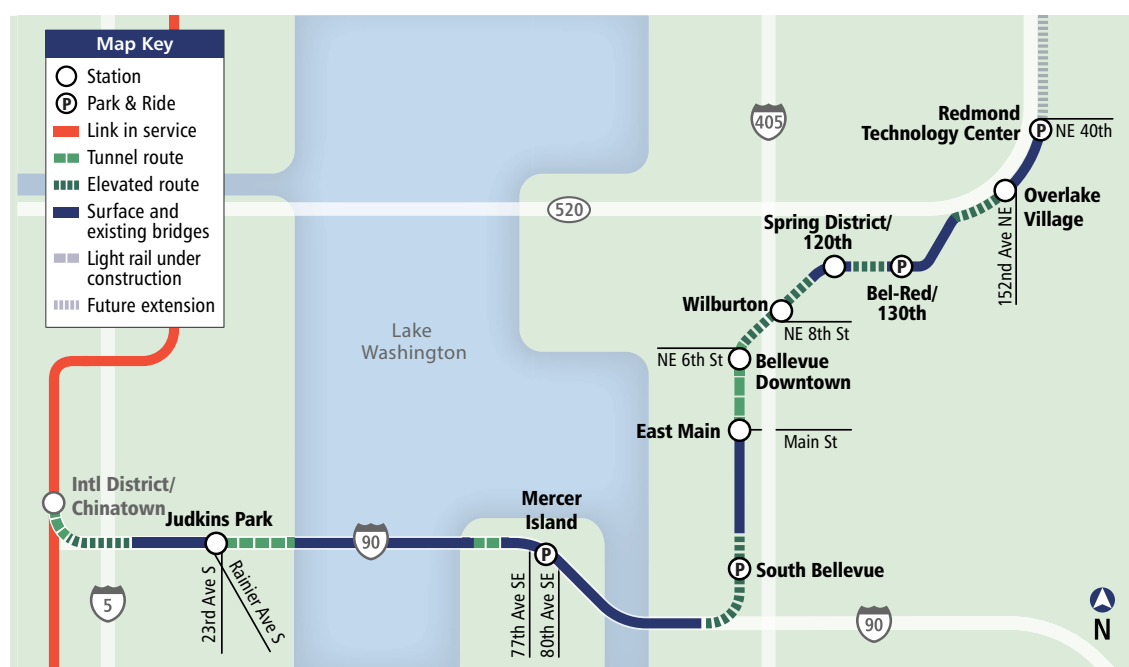 Map Key
Station
P Park & Ride
Link in service
Tunnel route
Elevated route
Surface and
existing bridges
Light rail under
construction
Future extension
405
Redmond
Technology Center
P
NE 40th
520
Overlake
Village
152nd Ave NE
Spring District/
120th
P
Bel-Red/
130th
Wilburton
NE 8th St
Lake
Washington
NE 6th St
Bellevue
Downtown
East Main
Main St
Intl District/
Chinatown
Judkins Park
23rd Ave S
Rainier Ave S
5
90
Mercer
Island
P
77th Ave SE
80th Ave SE
P
South Bellevue
90
N